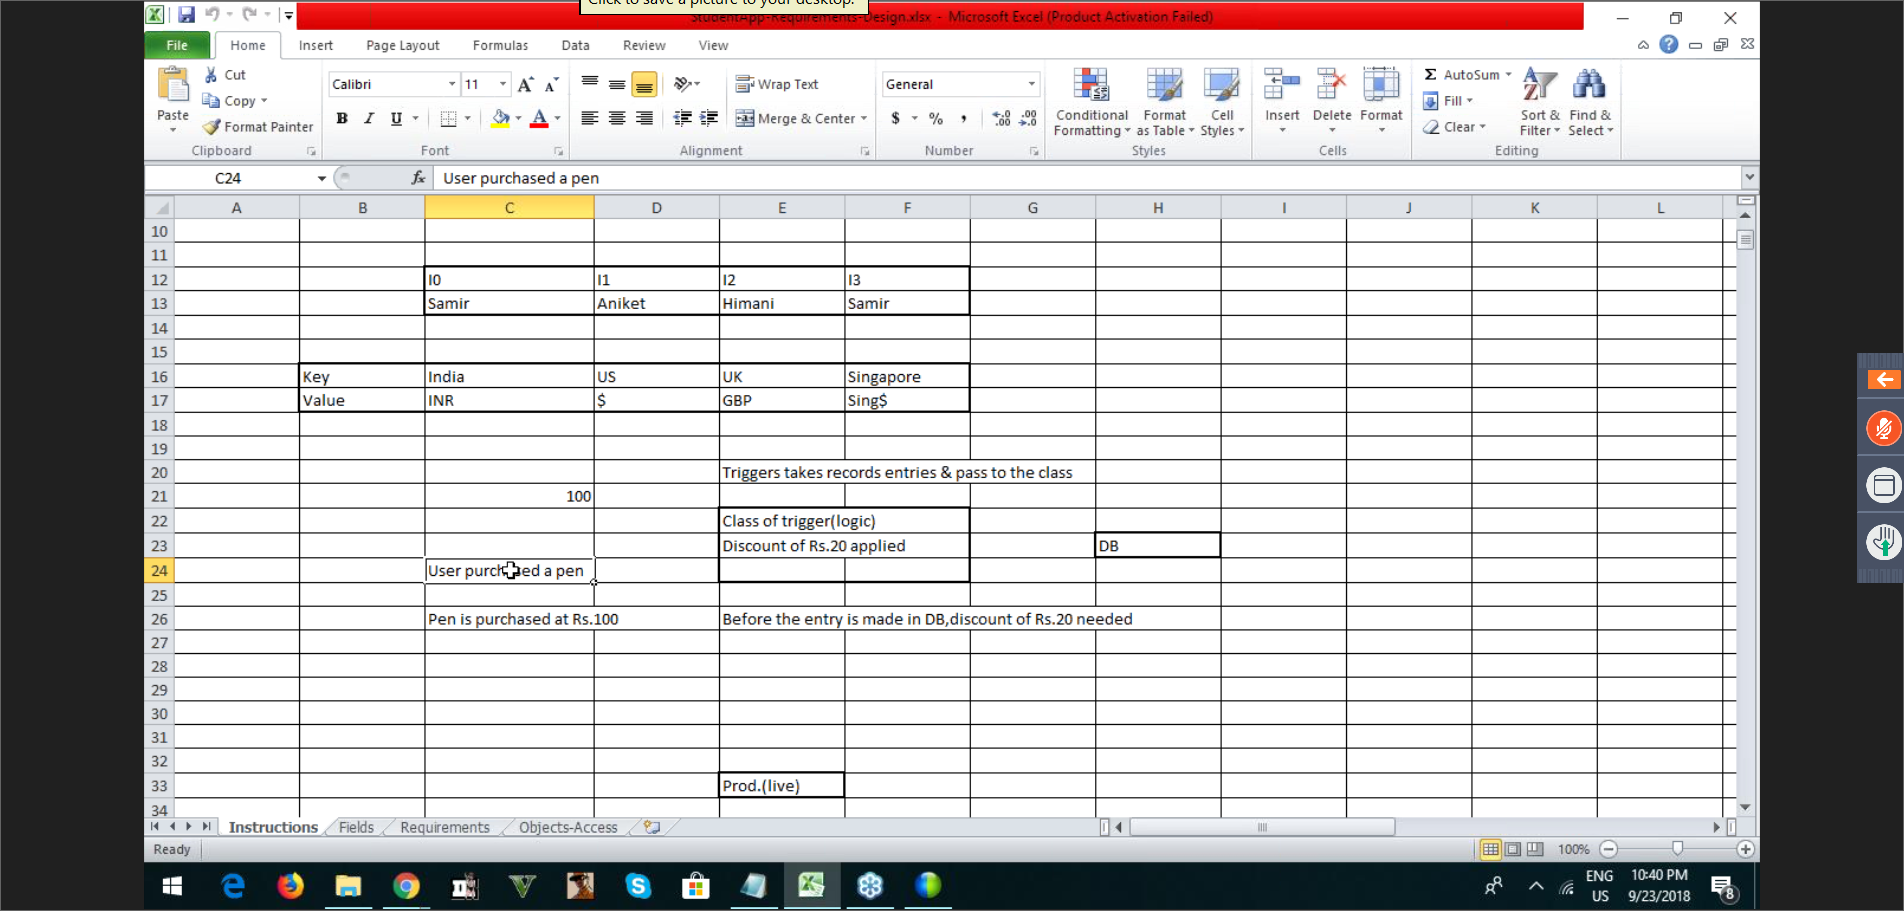 Click to save a picture to your desktop.
StudentApp-Requirements-Design.xlsx - Microsoft Excel (Product Activation Failed)
File Home Insert Page Layout Formulas Data Review View
Paste
Cut
Copy
Format Painter
Clipboard
Calibri 11
B I U A
Font
Wrap Text
Merge & Center
Alignment
General
$ % ,
Number
Conditional Formatting
Format as Table
Cell Styles
Styles
Insert Delete Format
Cells
Σ AutoSum
Fill
Clear
Sort & Filter
Find & Select
Editing
C24 fx User purchased a pen
A B C D E F G H I J K L
10
11
12 I0 I1 I2 I3
13 Samir Aniket Himani Samir
14
15
16 Key India US UK Singapore
17 Value INR $ GBP Sing$
18
19
20 Triggers takes records entries & pass to the class
21 100
22 Class of trigger(logic)
23 Discount of Rs.20 applied DB
24 User purchased a pen
25
26 Pen is purchased at Rs.100 Before the entry is made in DB,discount of Rs.20 needed
27
28
29
30
31
32
33 Prod.(live)
34
Instructions Fields Requirements Objects-Access
Ready 100%
ENG 10:40 PM
US 9/23/2018 8